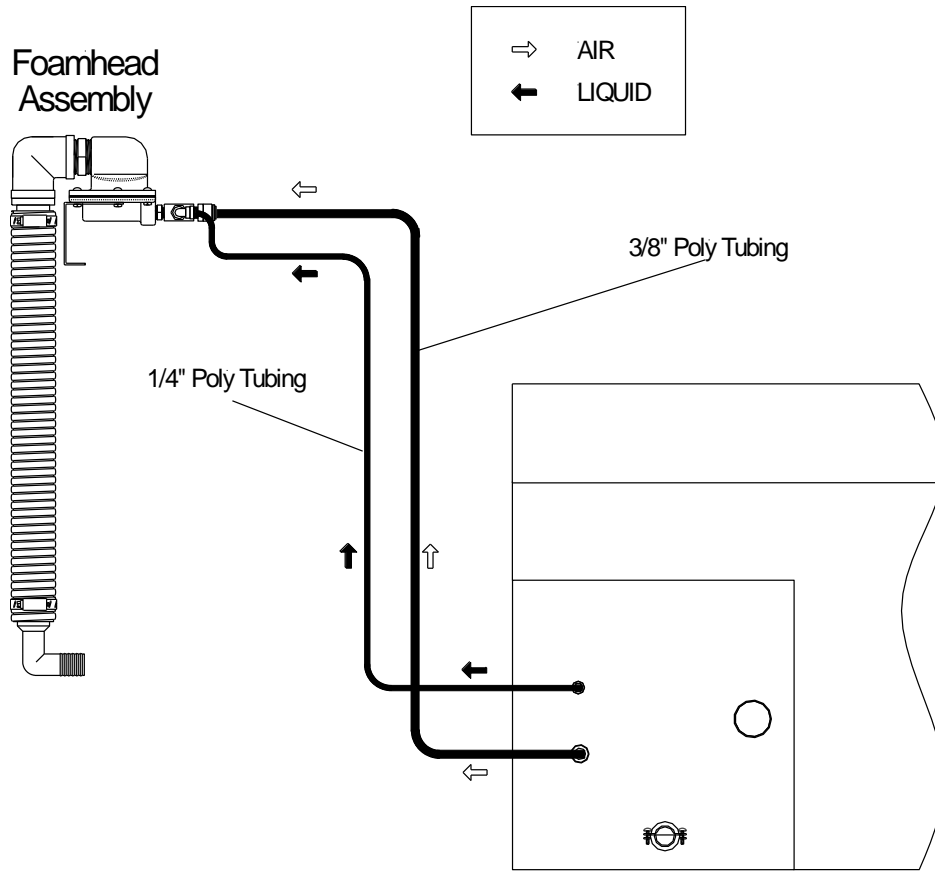 AIR
LIQUID
Foamhead
Assembly
3/8" Poly Tubing
1/4" Poly Tubing